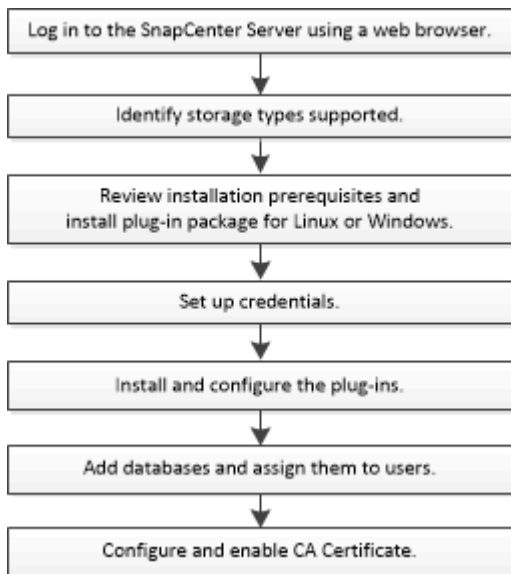 Log in to the SnapCenter Server using a web browser.
Identify storage types supported.
Review installation prerequisites and
install plug-in package for Linux or Windows.
Set up credentials.
Install and configure the plug-ins.
Add databases and assign them to users.
Configure and enable CA Certificate.